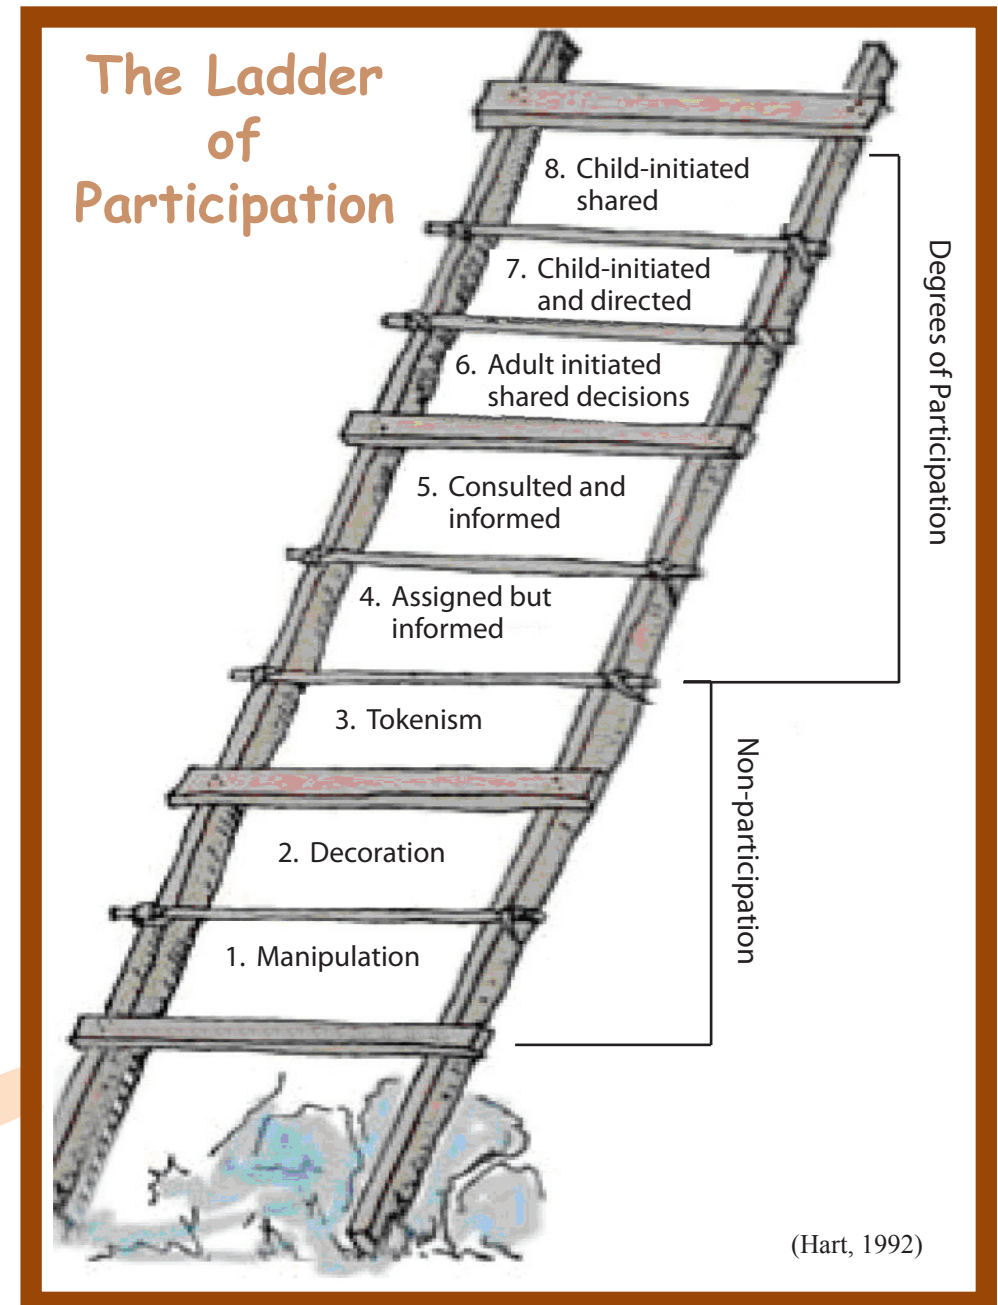 The Ladder
of
Participation
8. Child-initiated
shared
7. Child-initiated
and directed
6. Adult initiated
shared decisions
5. Consulted and
informed
4. Assigned but
informed
3. Tokenism
2. Decoration
1. Manipulation
Degrees of Participation
Non-participation
(Hart, 1992)